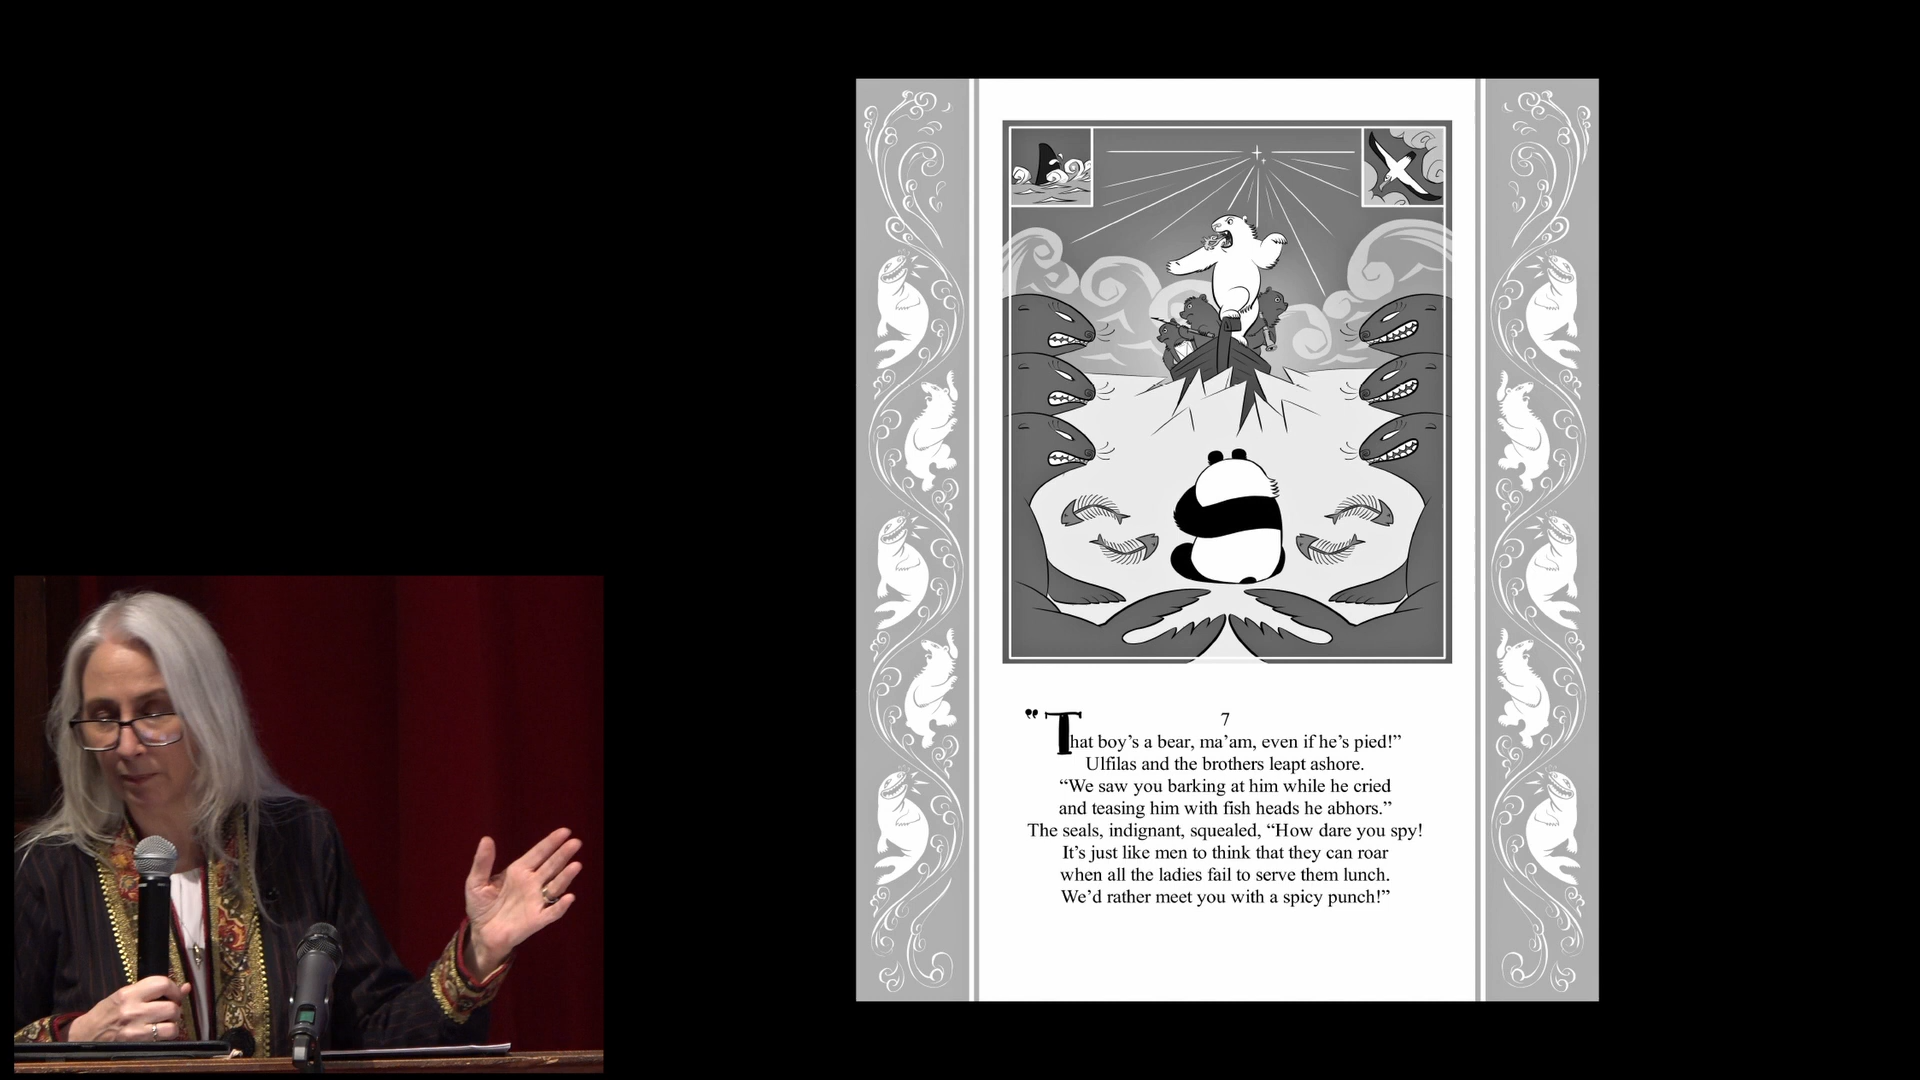 7
“That boy’s a bear, ma’am, even if he’s pied!”
Ulfilas and the brothers leapt ashore.
“We saw you barking at him while he cried
and teasing him with fish heads he abhors.”
The seals, indignant, squealed, “How dare you spy!
It’s just like men to think that they can roar
when all the ladies fail to serve them lunch.
We’d rather meet you with a spicy punch!”